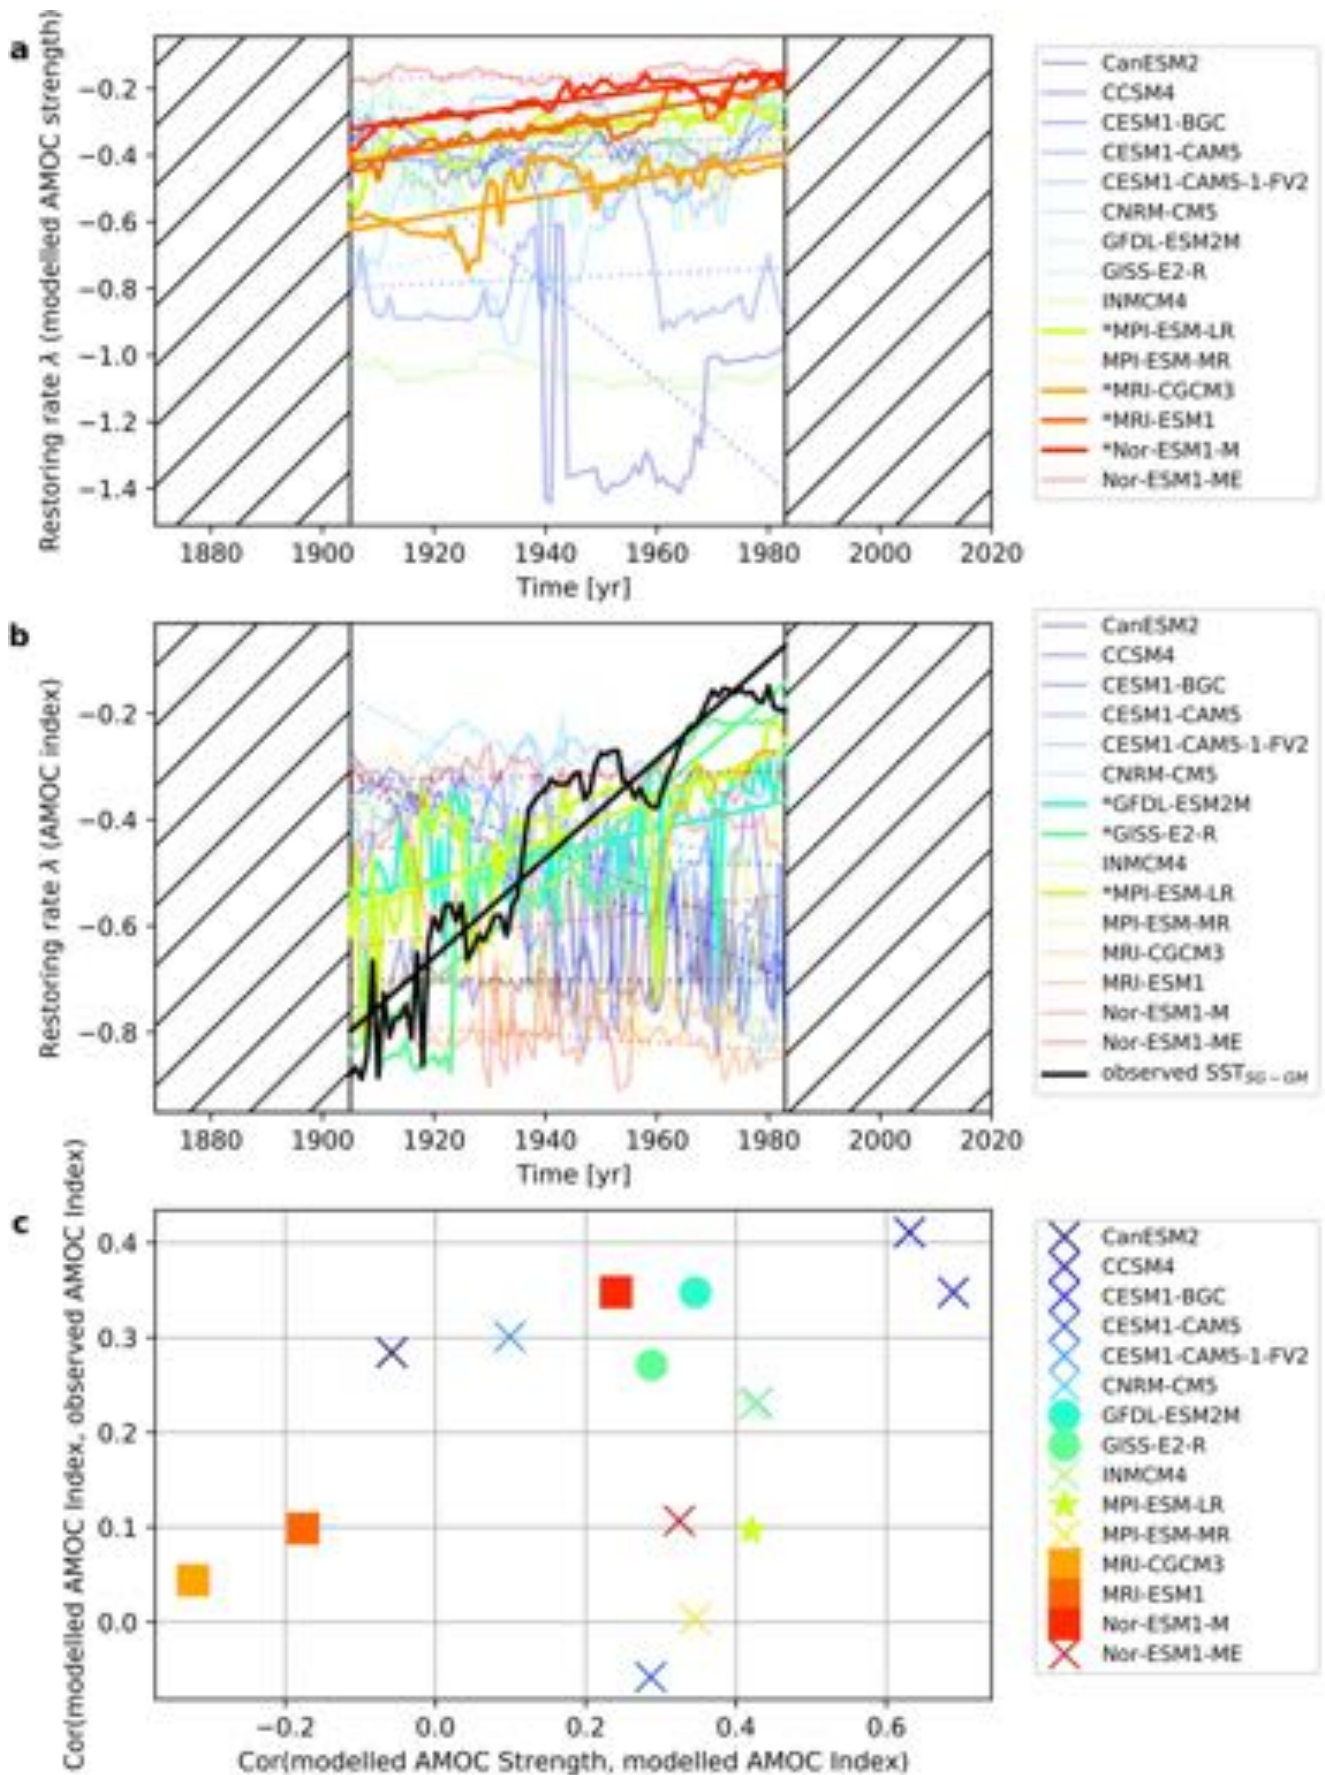 a
Restoring rate λ (modelled AMOC strength)
−0.2
−0.4
−0.6
−0.8
−1.0
−1.2
−1.4
1880 1900 1920 1940 1960 1980 2000 2020
Time [yr]
CanESM2
CCSM4
CESM1-BGC
CESM1-CAM5
CESM1-CAM5-1-FV2
CNRM-CM5
GFDL-ESM2M
GISS-E2-R
INMCM4
*MPI-ESM-LR
MPI-ESM-MR
*MRI-CGCM3
*MRI-ESM1
*Nor-ESM1-M
Nor-ESM1-ME
b
Restoring rate λ (AMOC index)
−0.2
−0.4
−0.6
−0.8
1880 1900 1920 1940 1960 1980 2000 2020
Time [yr]
CanESM2
CCSM4
CESM1-BGC
CESM1-CAM5
CESM1-CAM5-1-FV2
CNRM-CM5
*GFDL-ESM2M
*GISS-E2-R
INMCM4
*MPI-ESM-LR
MPI-ESM-MR
MRI-CGCM3
MRI-ESM1
Nor-ESM1-M
Nor-ESM1-ME
observed SST SG−GM
c
Cor(modelled AMOC Index, observed AMOC Index)
0.4
0.3
0.2
0.1
0.0
−0.2 0.0 0.2 0.4 0.6
Cor(modelled AMOC Strength, modelled AMOC Index)
CanESM2
CCSM4
CESM1-BGC
CESM1-CAM5
CESM1-CAM5-1-FV2
CNRM-CM5
GFDL-ESM2M
GISS-E2-R
INMCM4
MPI-ESM-LR
MPI-ESM-MR
MRI-CGCM3
MRI-ESM1
Nor-ESM1-M
Nor-ESM1-ME